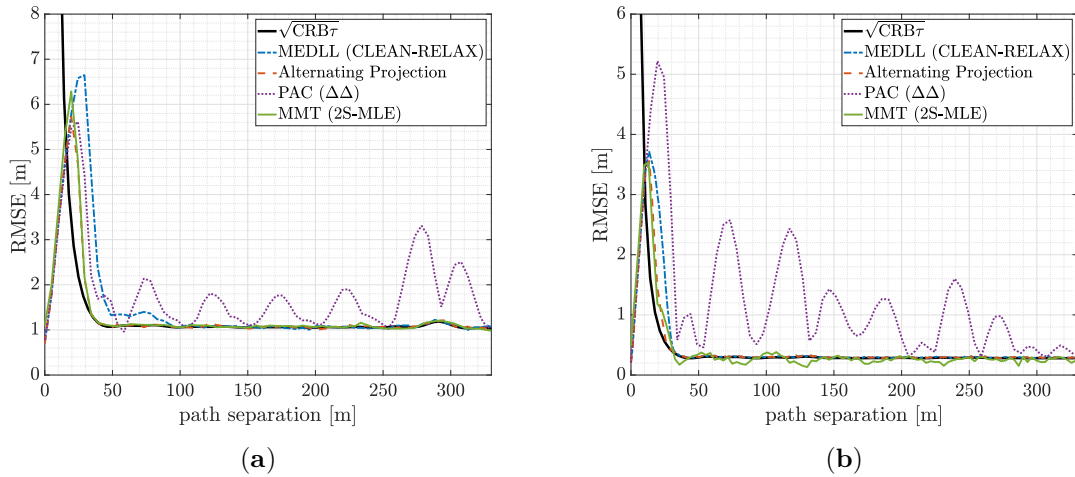 8
7
6
5
4
3
2
1
0
RMSE [m]
0 50 100 150 200 250 300
path separation [m]
√CRBτ
MEDLL (CLEAN-RELAX)
Alternating Projection
PAC (ΔΔ)
MMT (2S-MLE)
(a)
6
5
4
3
2
1
0
RMSE [m]
0 50 100 150 200 250 300
path separation [m]
√CRBτ
MEDLL (CLEAN-RELAX)
Alternating Projection
PAC (ΔΔ)
MMT (2S-MLE)
(b)